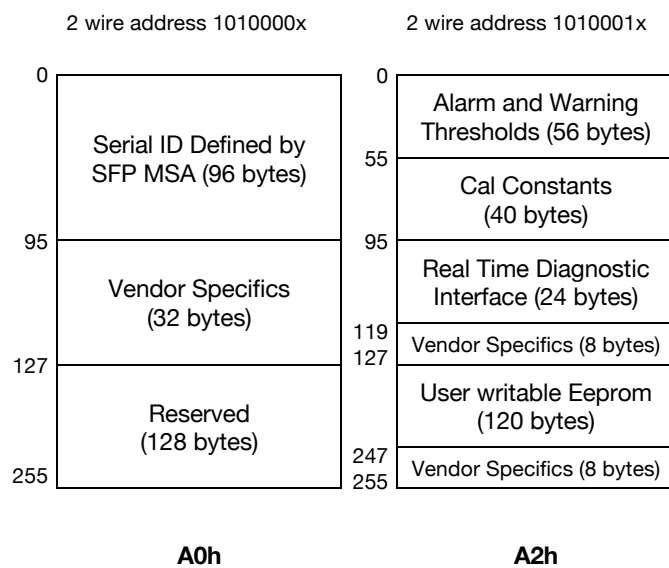 2 wire address 1010000x
0
Serial ID Defined by
SFP MSA (96 bytes)
95
Vendor Specifics
(32 bytes)
127
Reserved
(128 bytes)
255
A0h
2 wire address 1010001x
0
Alarm and Warning
Thresholds (56 bytes)
55
Cal Constants
(40 bytes)
95
Real Time Diagnostic
Interface (24 bytes)
119
Vendor Specifics (8 bytes)
127
User writable Eeprom
(120 bytes)
247
Vendor Specifics (8 bytes)
255
A2h